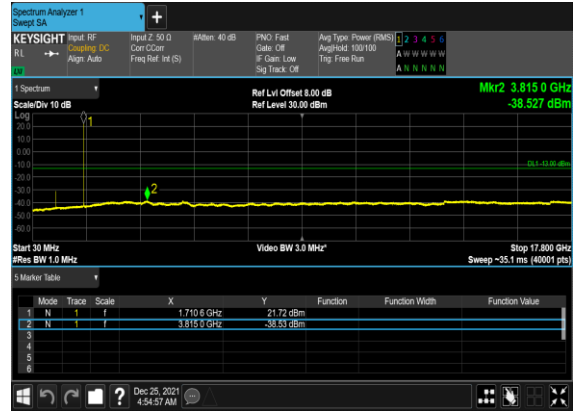 Spectrum Analyzer 1
Swept SA
+
KEYSIGHT
RL
Input: RF
Coupling: DC
Align: Auto
Input Z: 50 Ω
Corr CCorr
Freq Ref: Int (S)
#Atten: 40 dB
PNO: Fast
Gate: Off
IF Gain: Low
Sig Track: Off
Avg Type: Power (RMS)
Avg|Hold: 100/100
Trig: Free Run
1 2 3 4 5 6
A W W W W W
A N N N N N
LXI
1 Spectrum
Scale/Div 10 dB
Ref Lvl Offset 8.00 dB
Ref Level 30.00 dBm
Mkr2 3.815 0 GHz
-38.527 dBm
Log
20.0
10.0
0.00
-10.0
-20.0
-30.0
-40.0
-50.0
-60.0
1
2
DL1 -13.00 dBm
Start 30 MHz
#Res BW 1.0 MHz
Video BW 3.0 MHz*
Stop 17.800 GHz
Sweep ~35.1 ms (40001 pts)
5 Marker Table
Mode Trace Scale X Y Function Function Width Function Value
1 N 1 f 1.710 6 GHz 21.72 dBm
2 N 1 f 3.815 0 GHz -38.53 dBm
3
4
5
6
?
Dec 25, 2021
4:54:57 AM